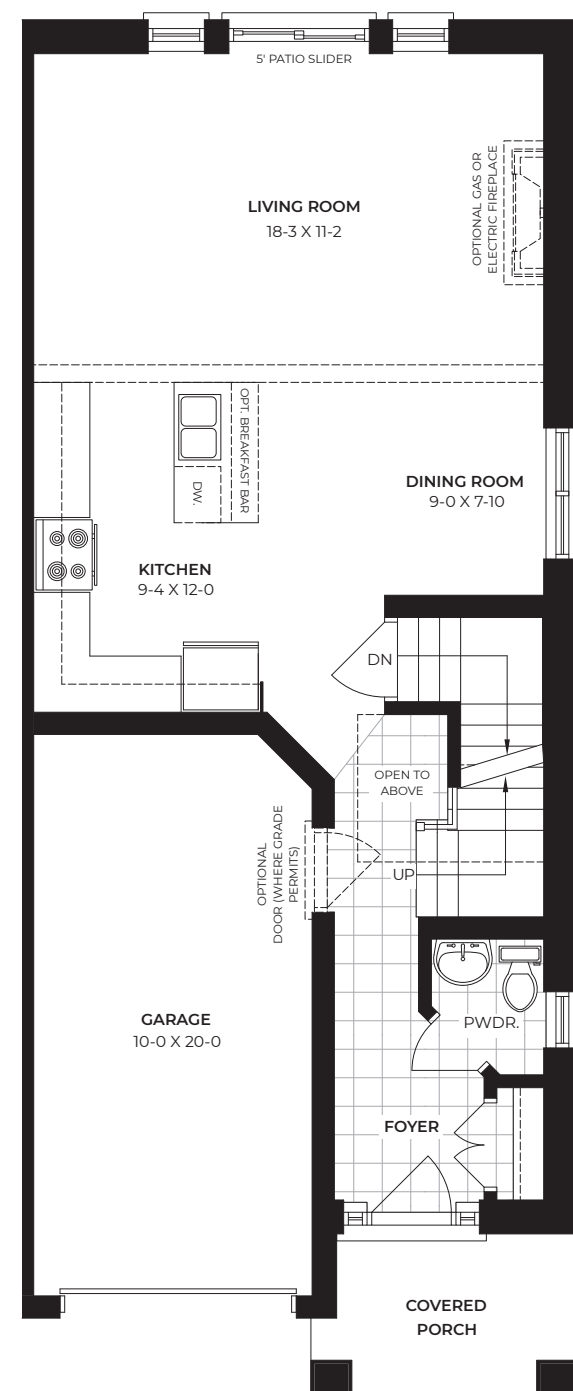 5' PATIO SLIDER
LIVING ROOM
18-3 X 11-2
OPTIONAL GAS OR
ELECTRIC FIREPLACE
OPT. BREAKFAST BAR
DW.
DINING ROOM
9-0 X 7-10
KITCHEN
9-4 X 12-0
DN
OPEN TO
ABOVE
OPTIONAL
DOOR (WHERE GRADE
PERMITS)
UP
GARAGE
10-0 X 20-0
PWDR.
FOYER
COVERED
PORCH